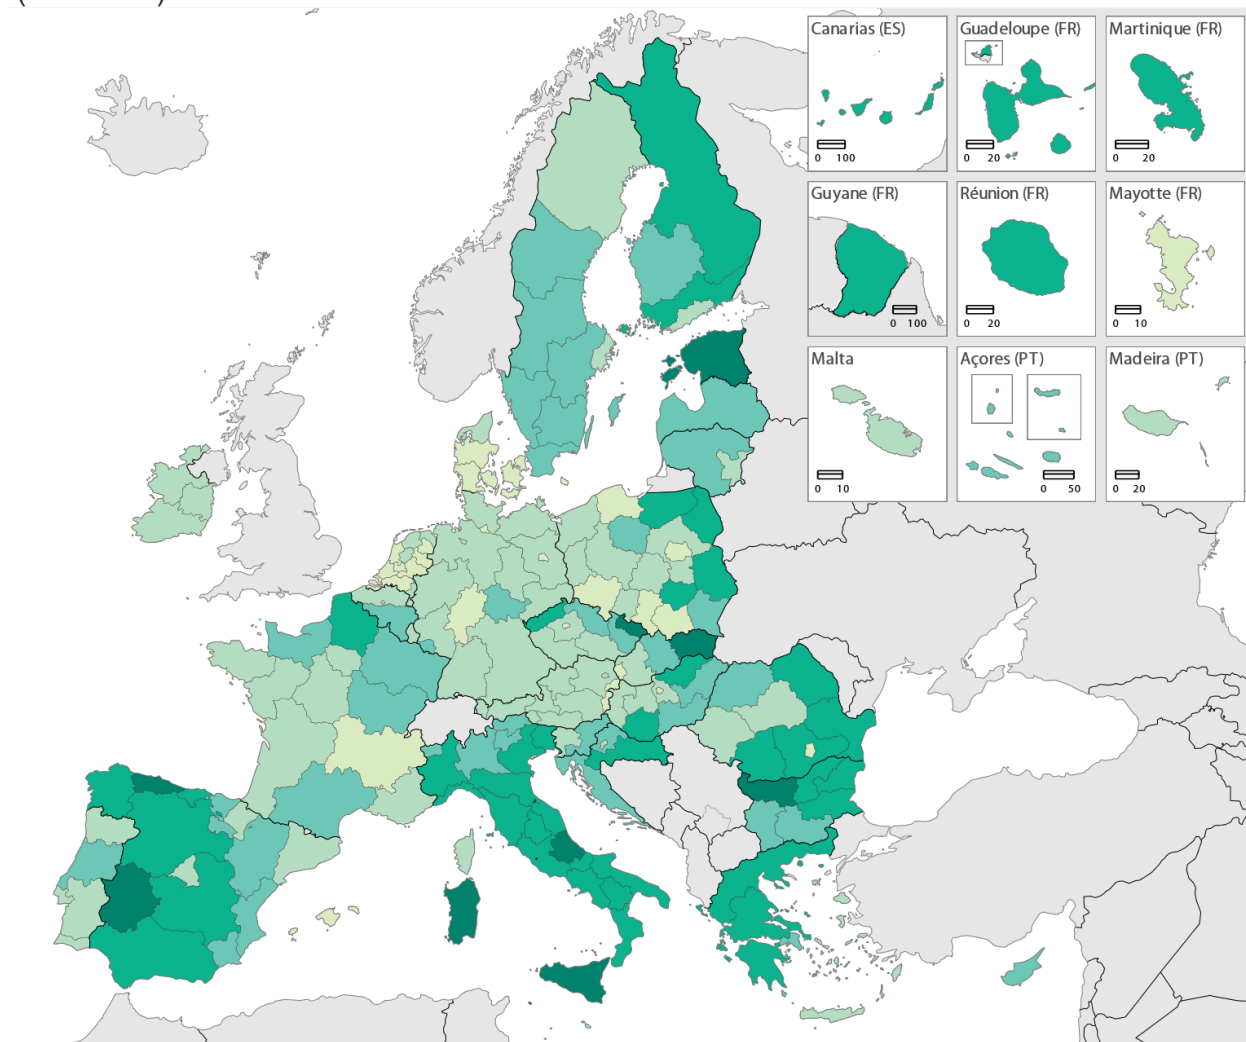 Canarias (ES)
0 100
Guadeloupe (FR)
0 20
Martinique (FR)
0 20
Guyane (FR)
0 100
Réunion (FR)
0 20
Mayotte (FR)
0 10
Malta
0 10
Açores (PT)
0 50
Madeira (PT)
0 20